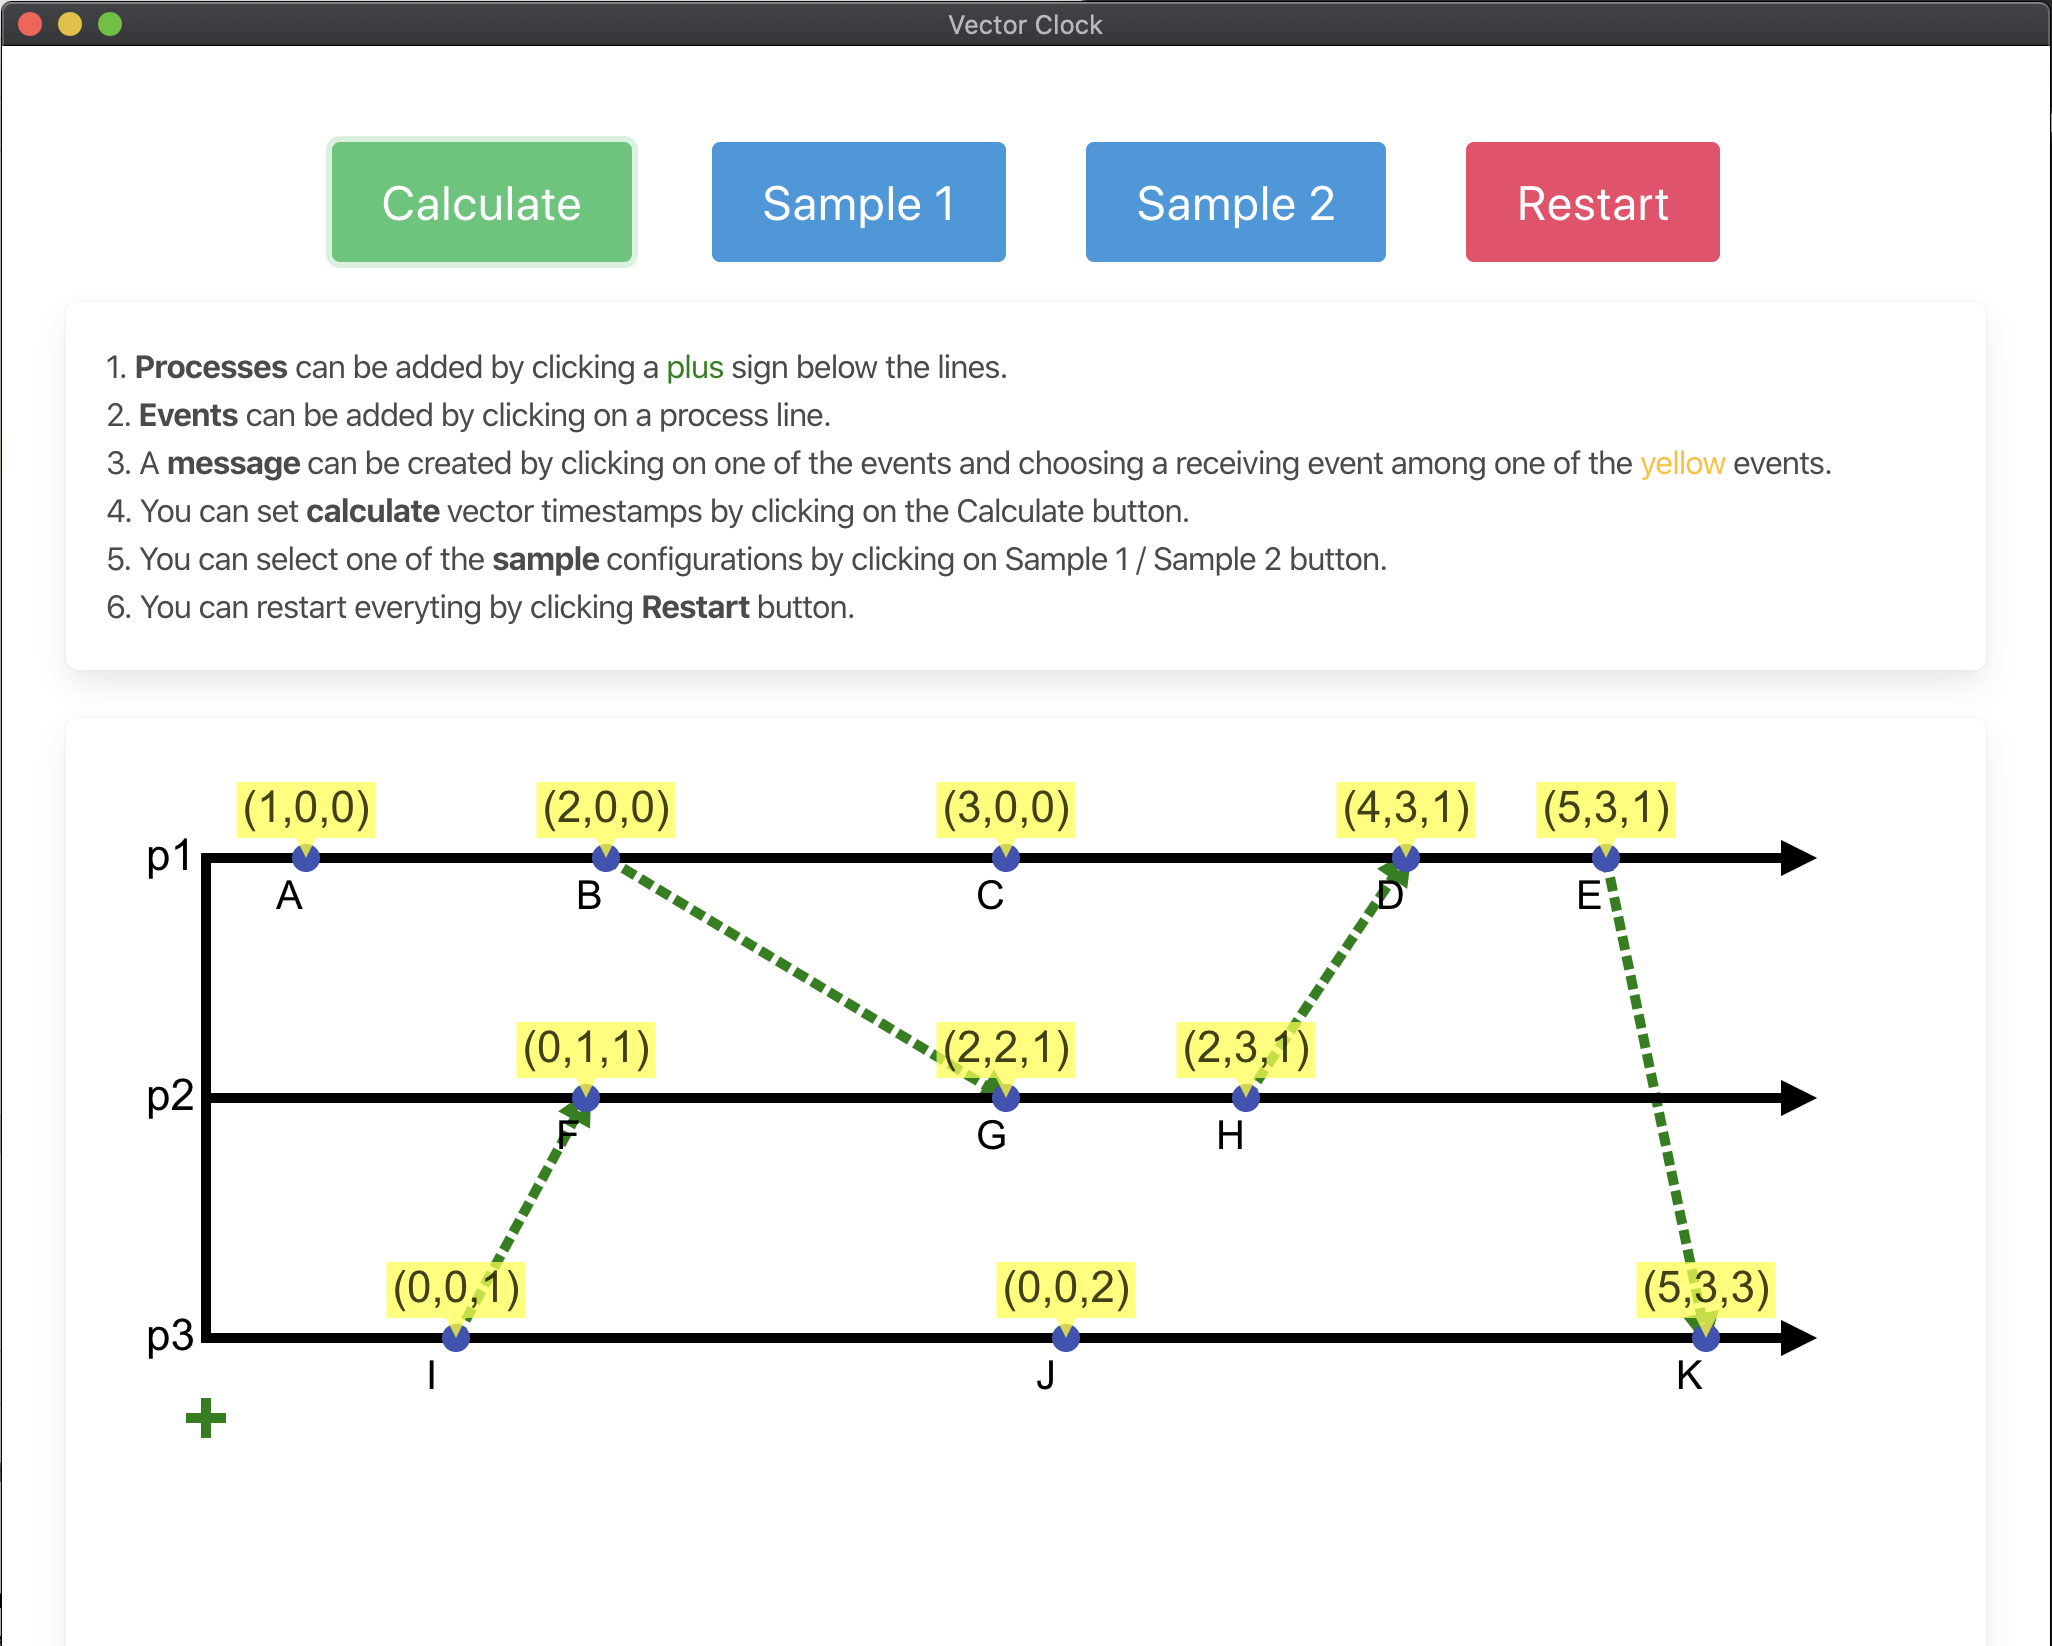 Vector Clock
Calculate
Sample 1
Sample 2
Restart
1. Processes can be added by clicking a plus sign below the lines.
2. Events can be added by clicking on a process line.
3. A message can be created by clicking on one of the events and choosing a receiving event among one of the yellow events.
4. You can set calculate vector timestamps by clicking on the Calculate button.
5. You can select one of the sample configurations by clicking on Sample 1 / Sample 2 button.
6. You can restart everyting by clicking Restart button.
(1,0,0)
(2,0,0)
(3,0,0)
(4,3,1)
(5,3,1)
p1
A
B
C
D
E
(0,1,1)
(2,2,1)
(2,3,1)
p2
F
G
H
(0,0,1)
(0,0,2)
(5,3,3)
p3
I
J
K